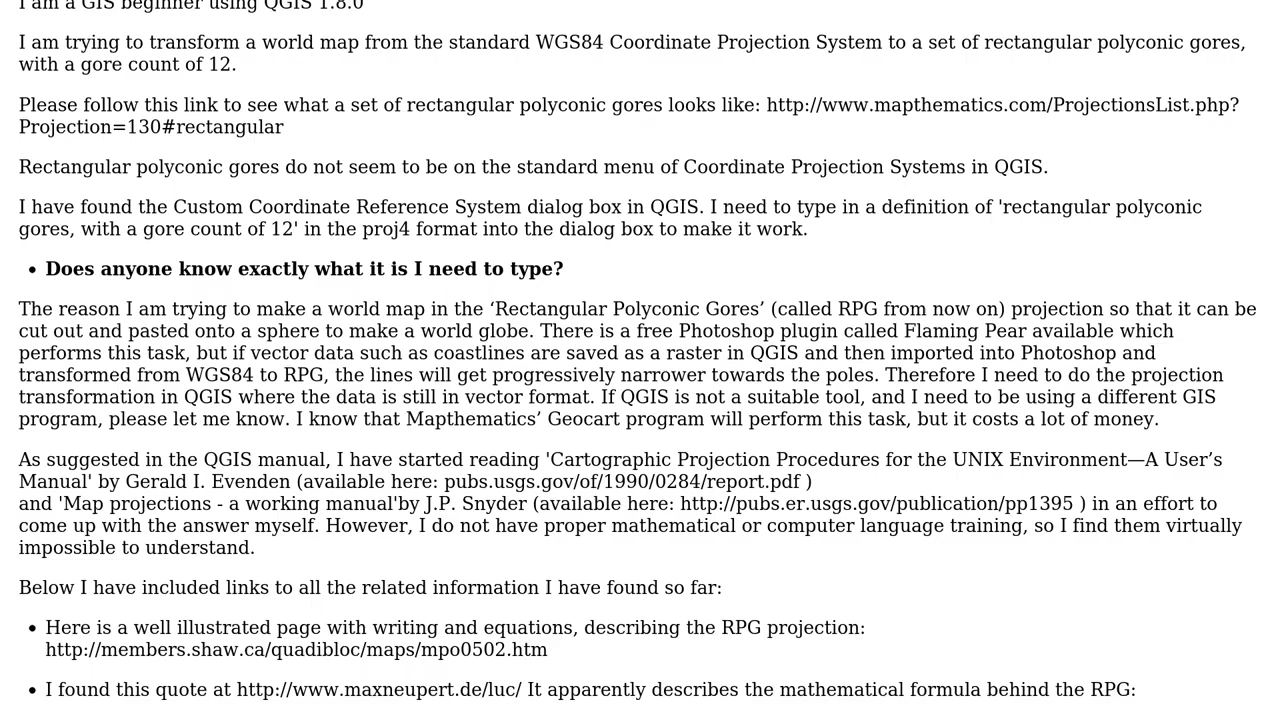 I am a GIS beginner using QGIS 1.8.0
I am trying to transform a world map from the standard WGS84 Coordinate Projection System to a set of rectangular polyconic gores,
with a gore count of 12.
Please follow this link to see what a set of rectangular polyconic gores looks like: http://www.mapthematics.com/ProjectionsList.php?
Projection=130#rectangular
Rectangular polyconic gores do not seem to be on the standard menu of Coordinate Projection Systems in QGIS.
I have found the Custom Coordinate Reference System dialog box in QGIS. I need to type in a definition of 'rectangular polyconic
gores, with a gore count of 12' in the proj4 format into the dialog box to make it work.
• Does anyone know exactly what it is I need to type?
The reason I am trying to make a world map in the ‘Rectangular Polyconic Gores’ (called RPG from now on) projection so that it can be
cut out and pasted onto a sphere to make a world globe. There is a free Photoshop plugin called Flaming Pear available which
performs this task, but if vector data such as coastlines are saved as a raster in QGIS and then imported into Photoshop and
transformed from WGS84 to RPG, the lines will get progressively narrower towards the poles. Therefore I need to do the projection
transformation in QGIS where the data is still in vector format. If QGIS is not a suitable tool, and I need to be using a different GIS
program, please let me know. I know that Mapthematics’ Geocart program will perform this task, but it costs a lot of money.
As suggested in the QGIS manual, I have started reading 'Cartographic Projection Procedures for the UNIX Environment—A User’s
Manual' by Gerald I. Evenden (available here: pubs.usgs.gov/of/1990/0284/report.pdf )
and 'Map projections - a working manual'by J.P. Snyder (available here: http://pubs.er.usgs.gov/publication/pp1395 ) in an effort to
come up with the answer myself. However, I do not have proper mathematical or computer language training, so I find them virtually
impossible to understand.
Below I have included links to all the related information I have found so far:
• Here is a well illustrated page with writing and equations, describing the RPG projection:
http://members.shaw.ca/quadibloc/maps/mpo0502.htm
• I found this quote at http://www.maxneupert.de/luc/ It apparently describes the mathematical formula behind the RPG: